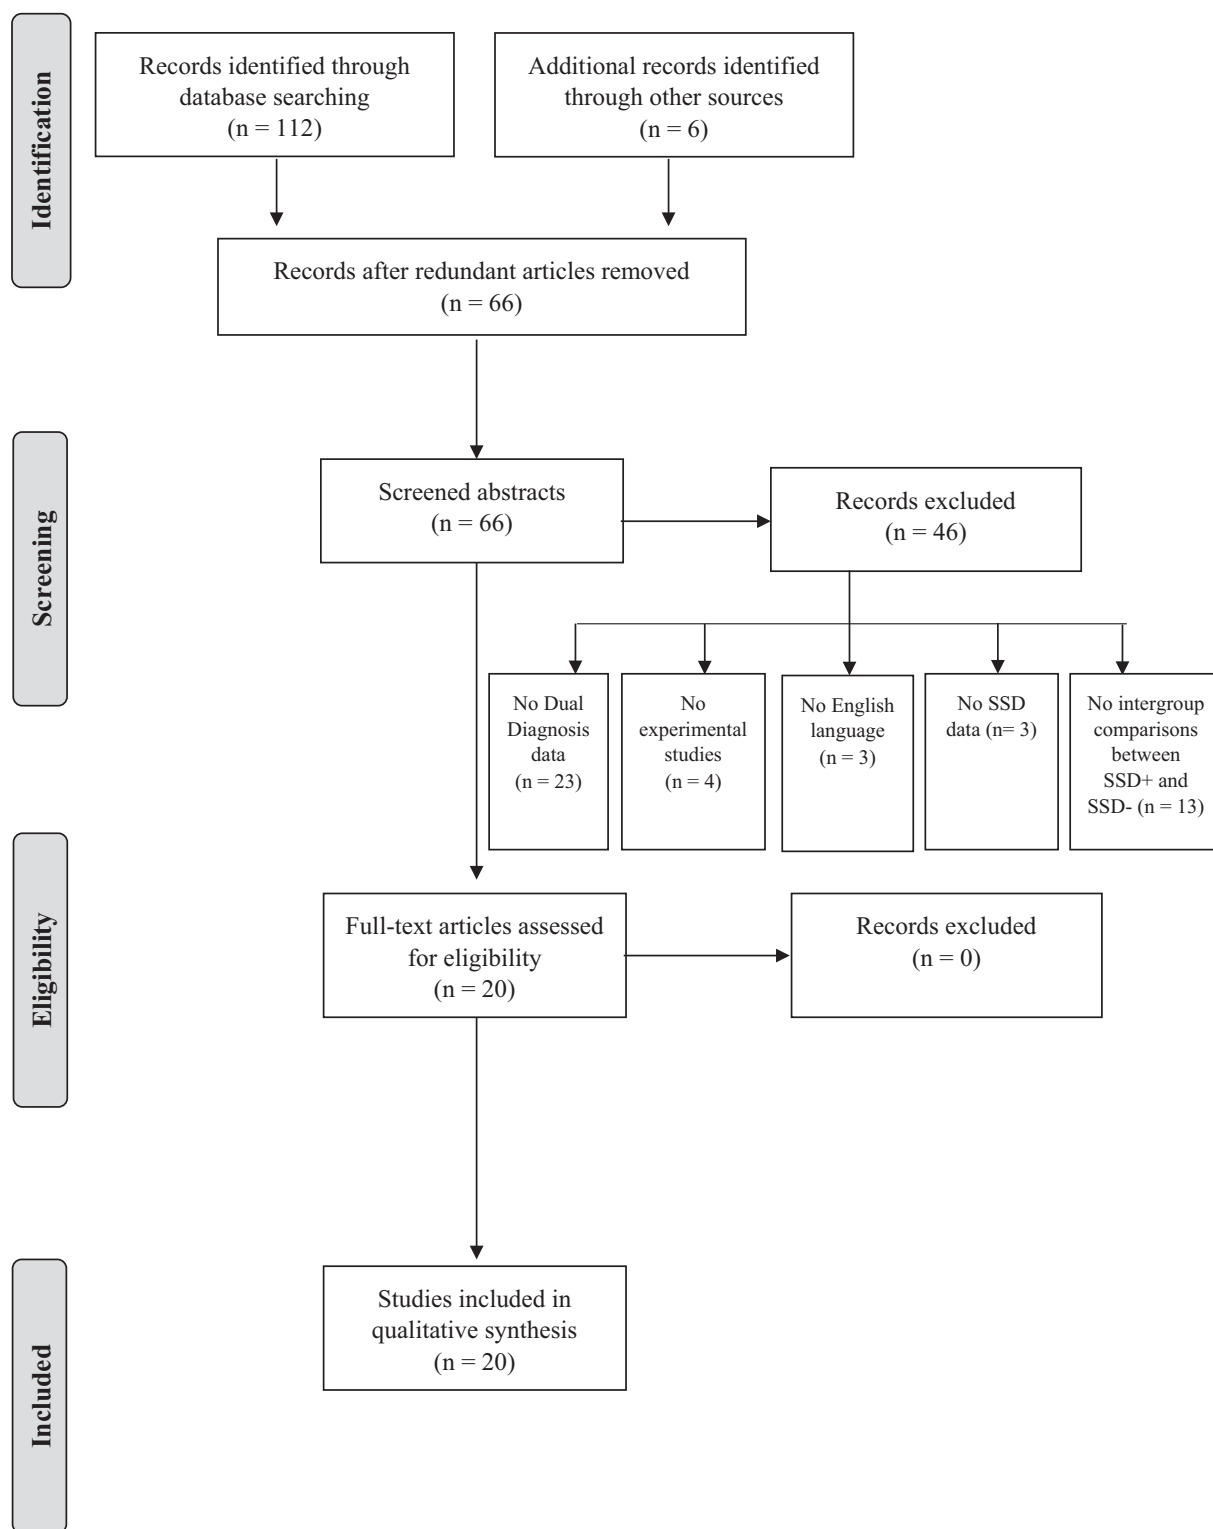 Identification
Records identified through
database searching
(n = 112)
Additional records identified
through other sources
(n = 6)
Records after redundant articles removed
(n = 66)
Screening
Screened abstracts
(n = 66)
Records excluded
(n = 46)
No Dual
Diagnosis
data
(n = 23)
No
experimental
studies
(n = 4)
No English
language
(n = 3)
No SSD
data (n= 3)
No intergroup
comparisons
between
SSD+ and
SSD- (n = 13)
Eligibility
Full-text articles assessed
for eligibility
(n = 20)
Records excluded
(n = 0)
Included
Studies included in
qualitative synthesis
(n = 20)